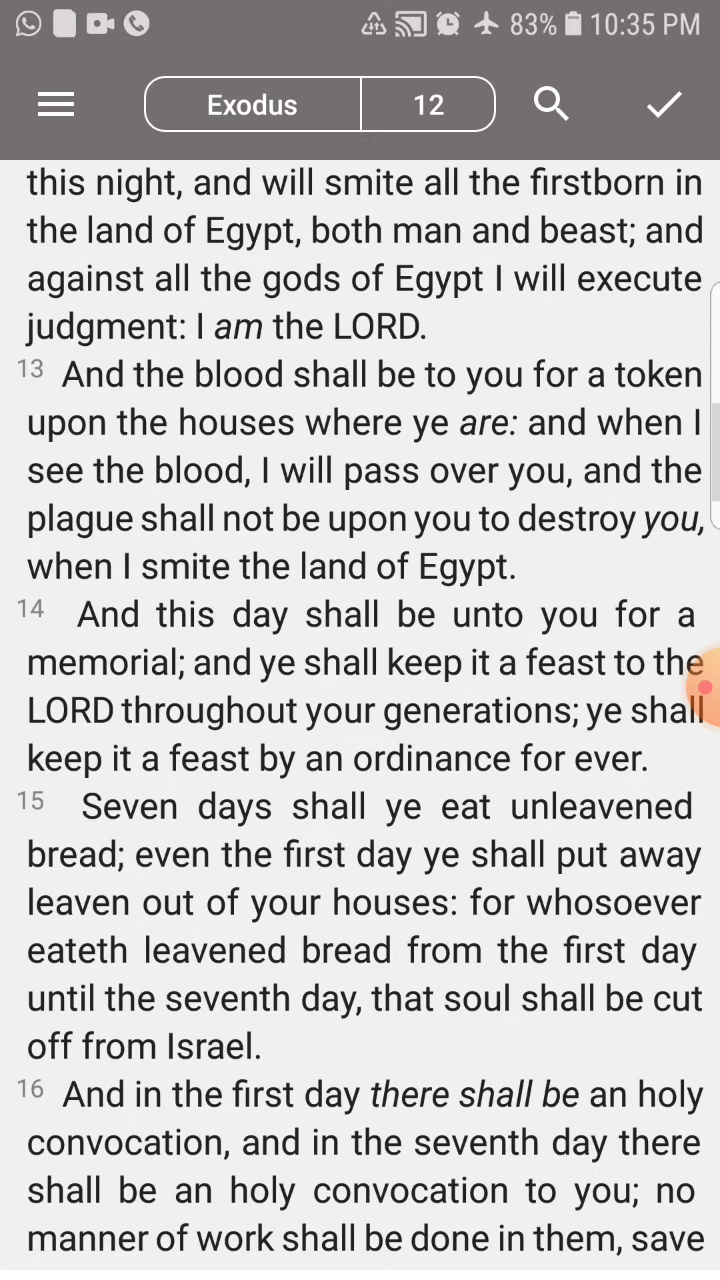 83% 10:35 PM
Exodus 12
this night, and will smite all the firstborn in
the land of Egypt, both man and beast; and
against all the gods of Egypt I will execute
judgment: I am the LORD.
13 And the blood shall be to you for a token
upon the houses where ye are: and when I
see the blood, I will pass over you, and the
plague shall not be upon you to destroy you,
when I smite the land of Egypt.
14 And this day shall be unto you for a
memorial; and ye shall keep it a feast to the
LORD throughout your generations; ye shall
keep it a feast by an ordinance for ever.
15 Seven days shall ye eat unleavened
bread; even the first day ye shall put away
leaven out of your houses: for whosoever
eateth leavened bread from the first day
until the seventh day, that soul shall be cut
off from Israel.
16 And in the first day there shall be an holy
convocation, and in the seventh day there
shall be an holy convocation to you; no
manner of work shall be done in them, save